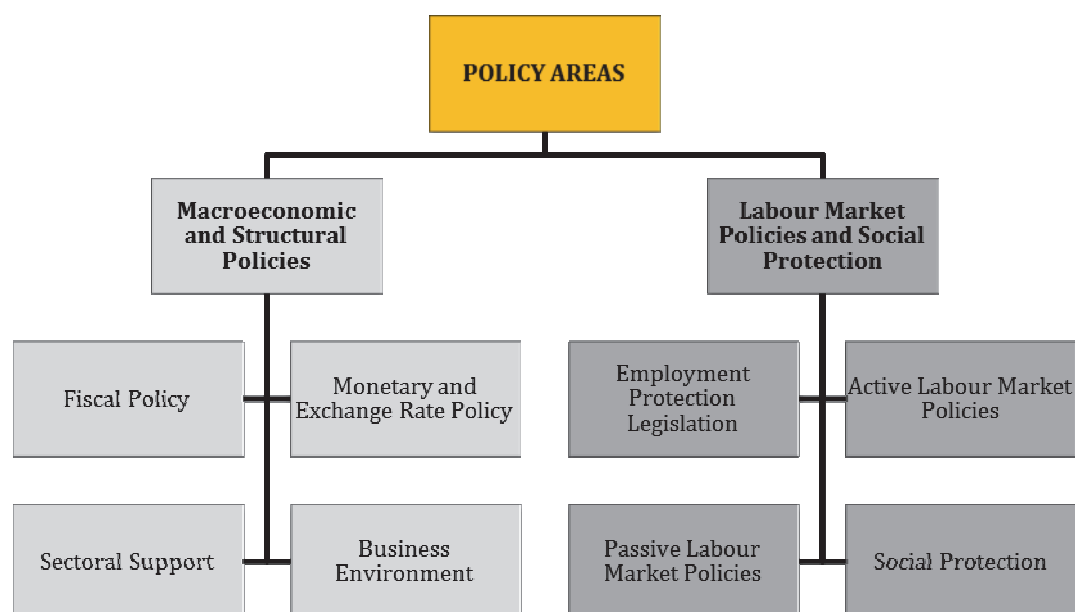 POLICY AREAS
Macroeconomic
and Structural
Policies
Labour Market
Policies and Social
Protection
Fiscal Policy
Monetary and
Exchange Rate Policy
Employment
Protection
Legislation
Active Labour Market
Policies
Sectoral Support
Business
Environment
Passive Labour
Market Policies
Social Protection